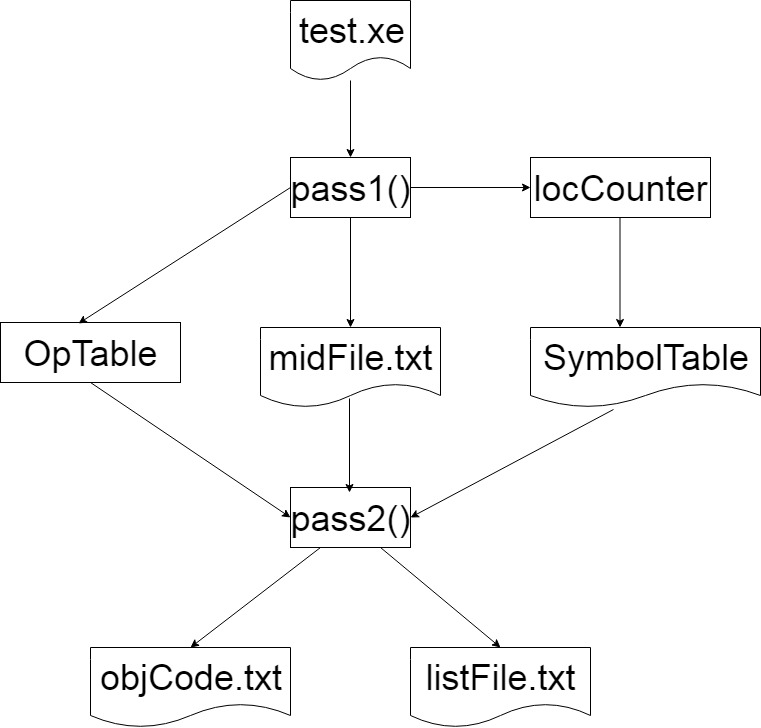 test.xe
pass1()
locCounter
OpTable
midFile.txt
SymbolTable
pass2()
objCode.txt
listFile.txt